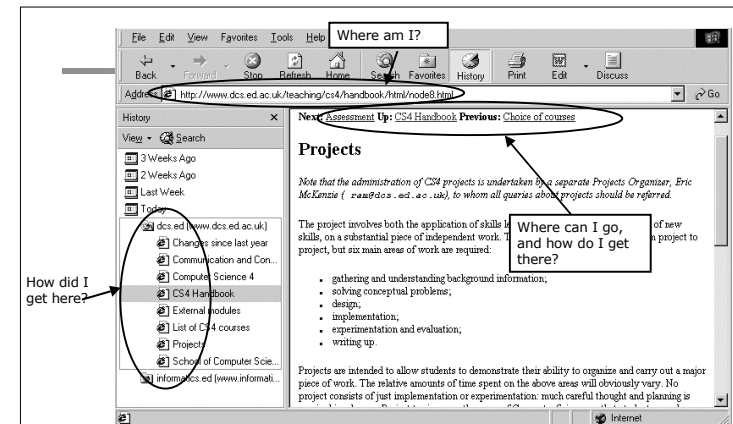 File Edit View Favorites Tools Help
Where am I?
Back Forward Stop Refresh Home Search Favorites History Print Edit Discuss
Address http://www.dcs.ed.ac.uk/teaching/cs4/handbook/html/node8.html Go
History
View Search
3 Weeks Ago
2 Weeks Ago
Last Week
Today
dcs.ed (www.dcs.ed.ac.uk)
Changes since last year
Communication and Con...
Computer Science 4
CS4 Handbook
External modules
List of CS4 courses
Projects
School of Computer Scie...
informatics.ed (www.informati...
How did I
get here?
Next: Assessment Up: CS4 Handbook Previous: Choice of courses
Projects
Note that the administration of CS4 projects is undertaken by a separate Projects Organizer, Eric
McKenzie ( ram@dcs.ed.ac.uk), to whom all queries about projects should be referred.
The project involves both the application of skills of new
skills, on a substantial piece of independent work. project to
project, but six main areas of work are required:
Where can I go,
and how do I get
there?
gathering and understanding background information;
solving conceptual problems;
design;
implementation;
experimentation and evaluation;
writing up.
Projects are intended to allow students to demonstrate their ability to organize and carry out a major
piece of work. The relative amounts of time spent on the above areas will obviously vary. No
project consists of just implementation or experimentation: much careful thought and planning is
Internet